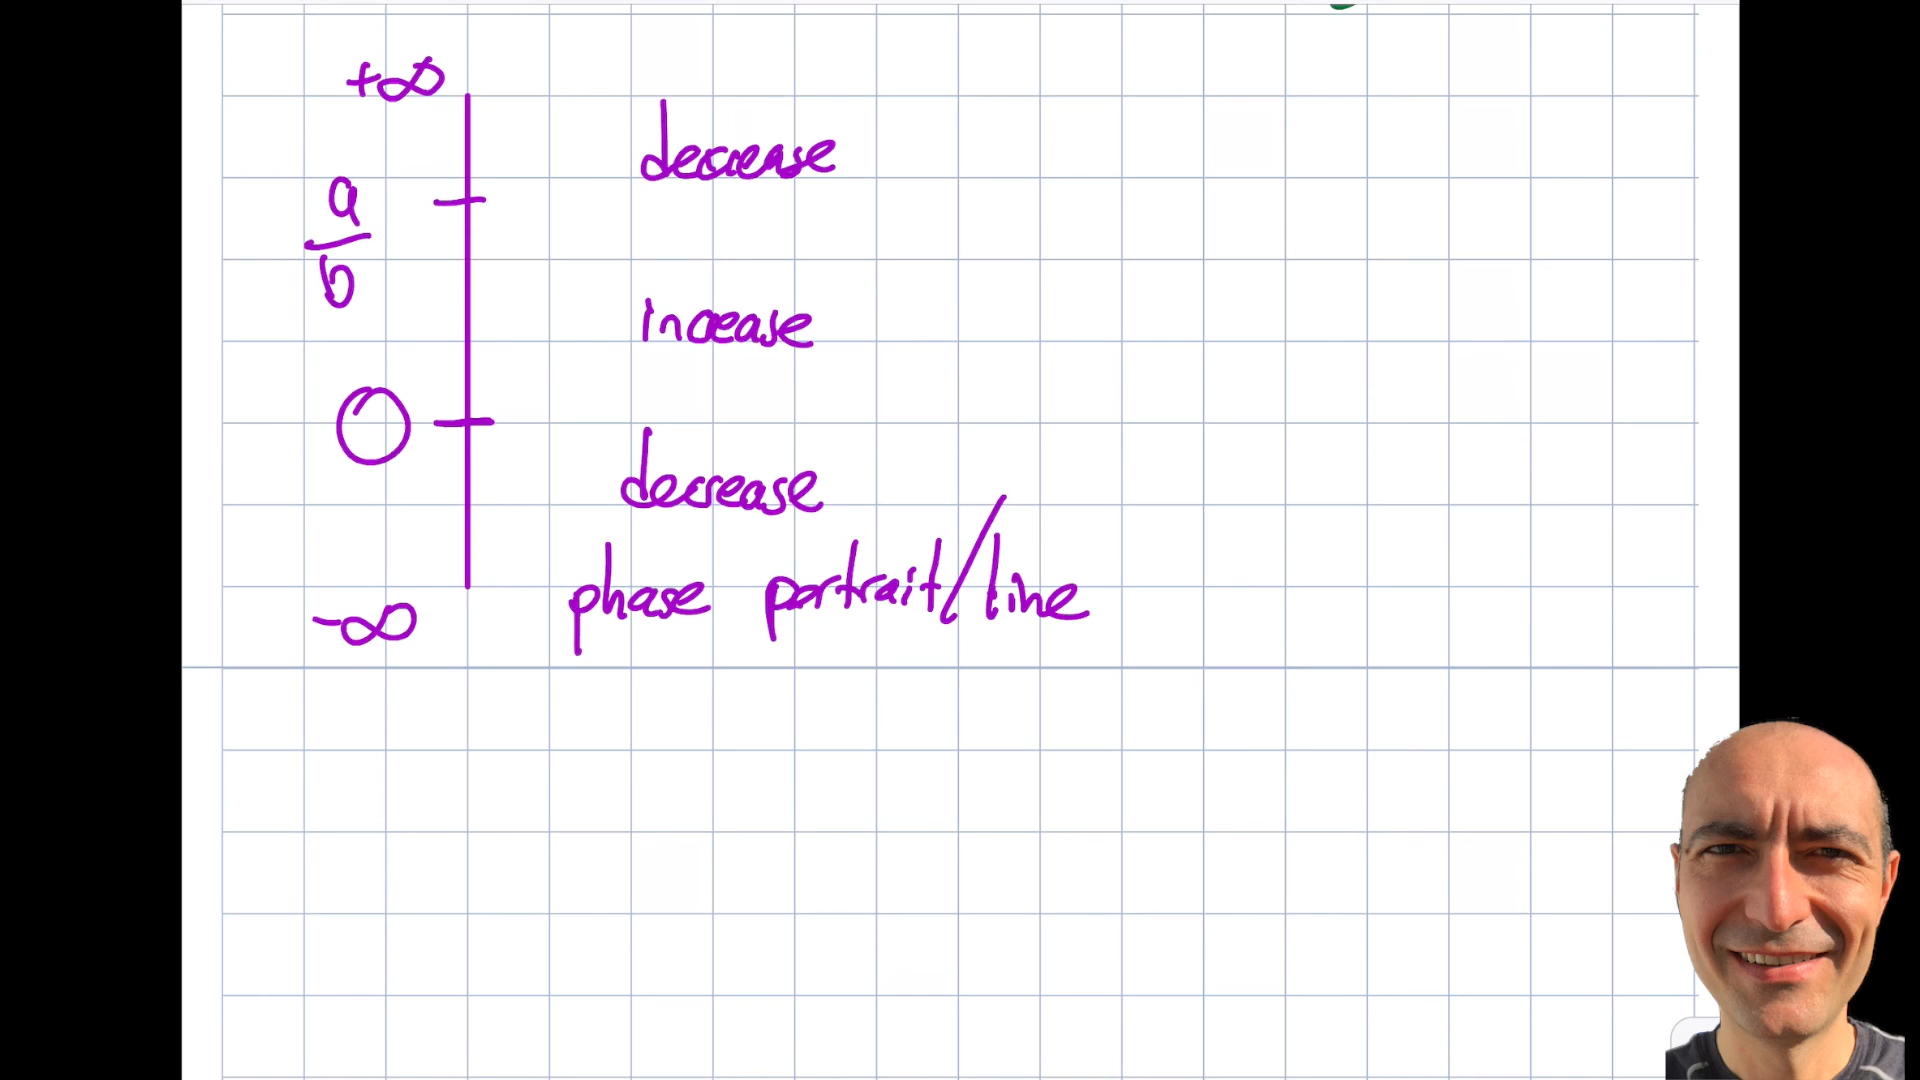 +∞
decrease
a
b
increase
0
decrease
phase portrait/line
-∞